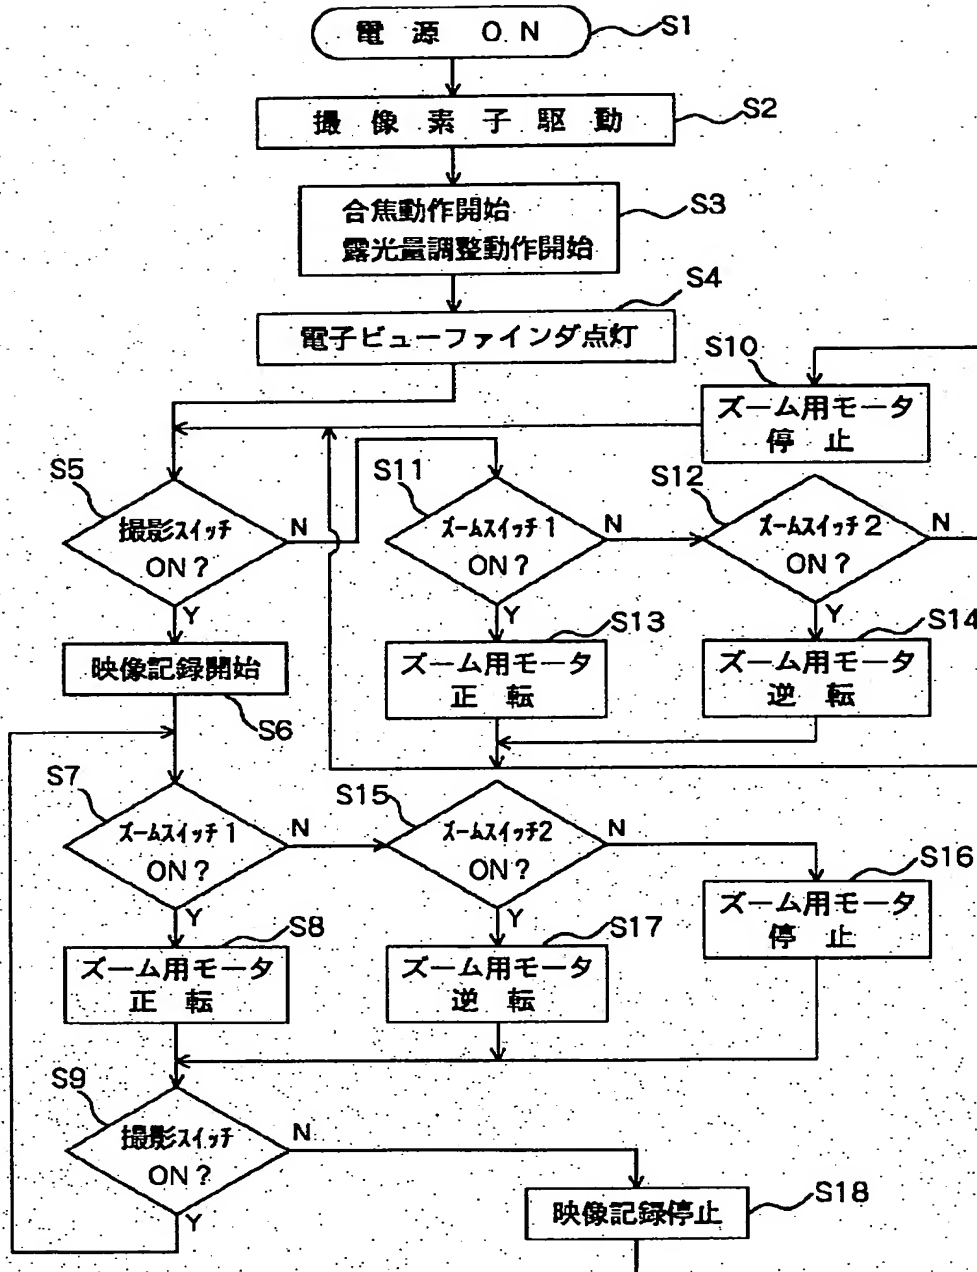 電源 ON
S1
撮像素子駆動
S2
合焦動作開始
露光量調整動作開始
S3
電子ビューファインダ点灯
S4
S10
ズーム用モータ
停止
S5
撮影スイッチ
ON?
N
Y
S11
ズームスイッチ1
ON?
N
Y
S12
ズームスイッチ2
ON?
N
Y
映像記録開始
S6
S13
ズーム用モータ
正転
S14
ズーム用モータ
逆転
S7
ズームスイッチ1
ON?
N
Y
S15
ズームスイッチ2
ON?
N
Y
S16
ズーム用モータ
停止
S8
ズーム用モータ
正転
S17
ズーム用モータ
逆転
S9
撮影スイッチ
ON?
N
Y
映像記録停止
S18